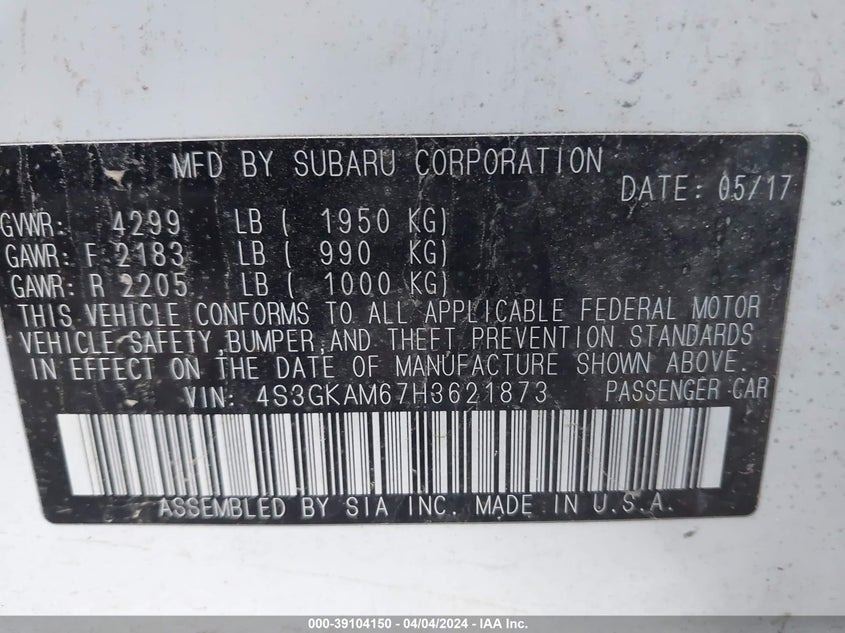 MFD BY SUBARU CORPORATION
DATE: 05/17
GVWR: 4299 LB ( 1950 KG)
GAWR: F 2183 LB ( 990 KG)
GAWR: R 2205 LB ( 1000 KG)
THIS VEHICLE CONFORMS TO ALL APPLICABLE FEDERAL MOTOR
VEHICLE SAFETY, BUMPER, AND THEFT PREVENTION STANDARDS
IN EFFECT ON THE DATE OF MANUFACTURE SHOWN ABOVE.
VIN: 4S3GKAM67H3621873 PASSENGER CAR
ASSEMBLED BY SIA INC. MADE IN U.S.A.
000-39104150 | 04/04/2024 - IAA Inc.